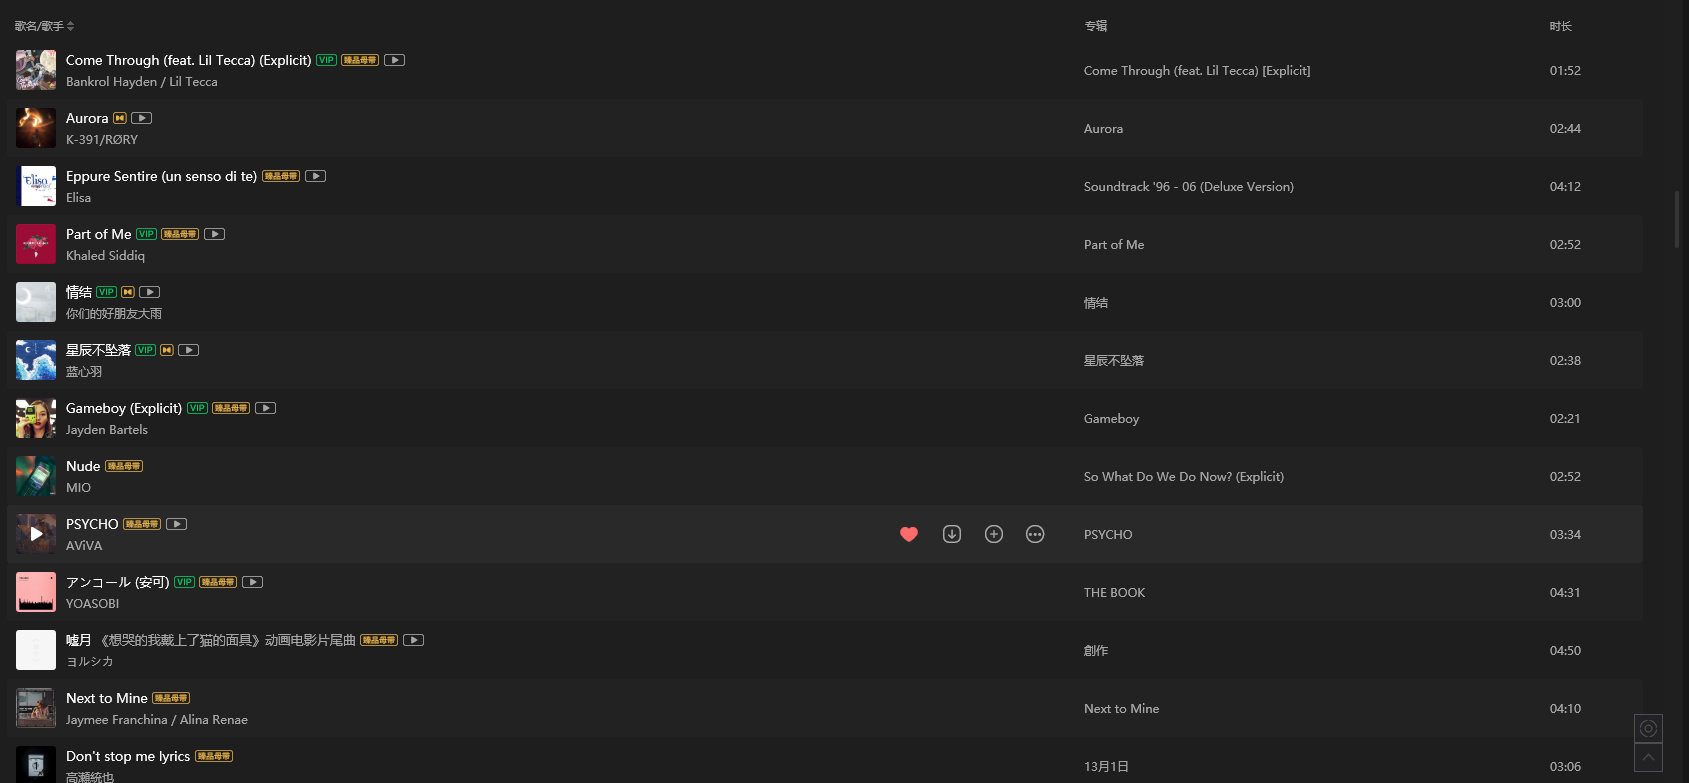 歌名/歌手 专辑 时长
Come Through (feat. Lil Tecca) (Explicit) VIP 臻品母带
Bankrol Hayden / Lil Tecca
Come Through (feat. Lil Tecca) [Explicit] 01:52
Aurora
K-391/RØRY
Aurora 02:44
Eppure Sentire (un senso di te) 臻品母带
Elisa
Soundtrack '96 - 06 (Deluxe Version) 04:12
Part of Me VIP 臻品母带
Khaled Siddiq
Part of Me 02:52
情结 VIP
你们的好朋友大雨
情结 03:00
星辰不坠落 VIP
蓝心羽
星辰不坠落 02:38
Gameboy (Explicit) VIP 臻品母带
Jayden Bartels
Gameboy 02:21
Nude 臻品母带
MIO
So What Do We Do Now? (Explicit) 02:52
PSYCHO 臻品母带
AViVA
PSYCHO 03:34
アンコール (安可) VIP 臻品母带
YOASOBI
THE BOOK 04:31
嘘月 《想哭的我戴上了猫的面具》动画电影片尾曲 臻品母带
ヨルシカ
創作 04:50
Next to Mine 臻品母带
Jaymee Franchina / Alina Renae
Next to Mine 04:10
Don't stop me lyrics 臻品母带
高瀬統也
13月1日 03:06